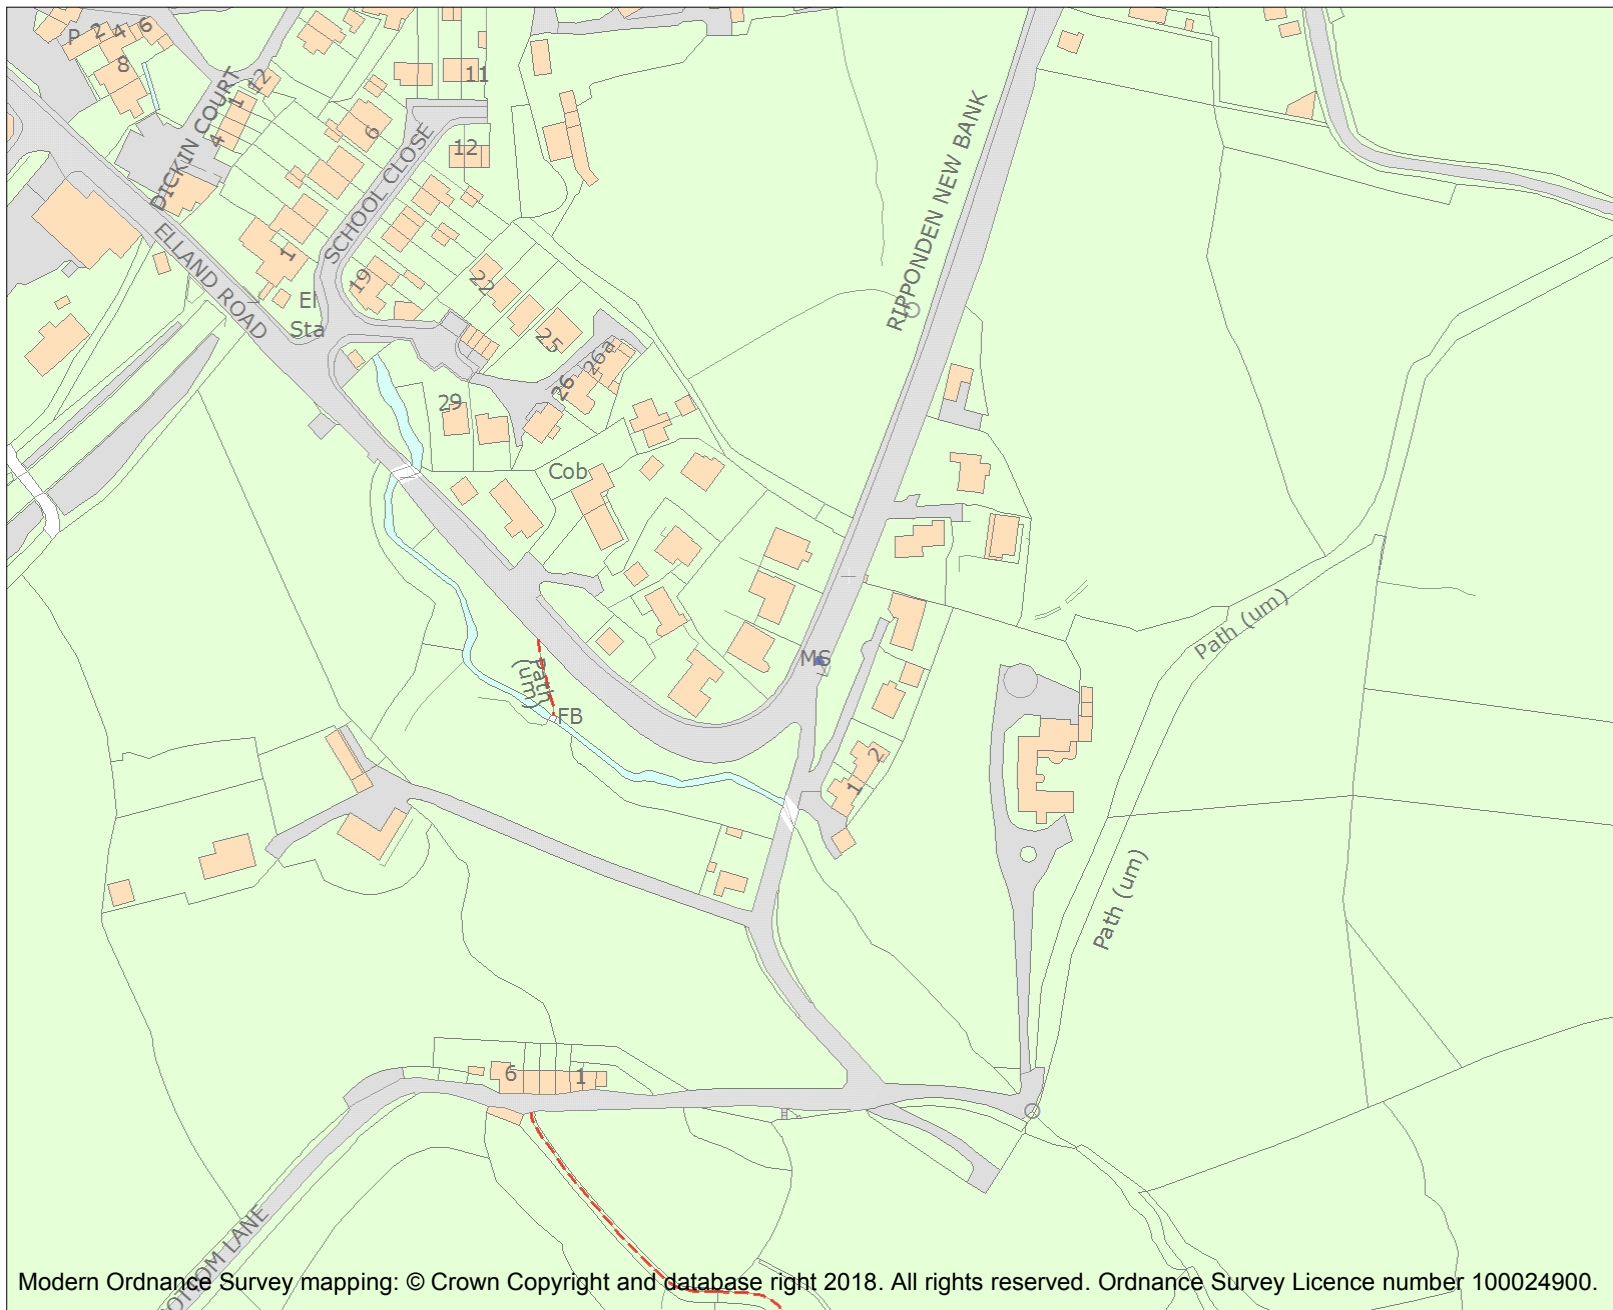 P 2 4 6
8
DICKIN COURT
4 1 12
11
6
12
SCHOOL CLOSE
RIPPONDEN NEW BANK
ELLAND ROAD
1
19
El
Sta
22
25
26
26a
29
Cob
MS
Path
(um)
FB
Path (um)
1 2
Path (um)
6 1
OTTOM LANE
Modern Ordnance Survey mapping: © Crown Copyright and database right 2018. All rights reserved. Ordnance Survey Licence number 100024900.